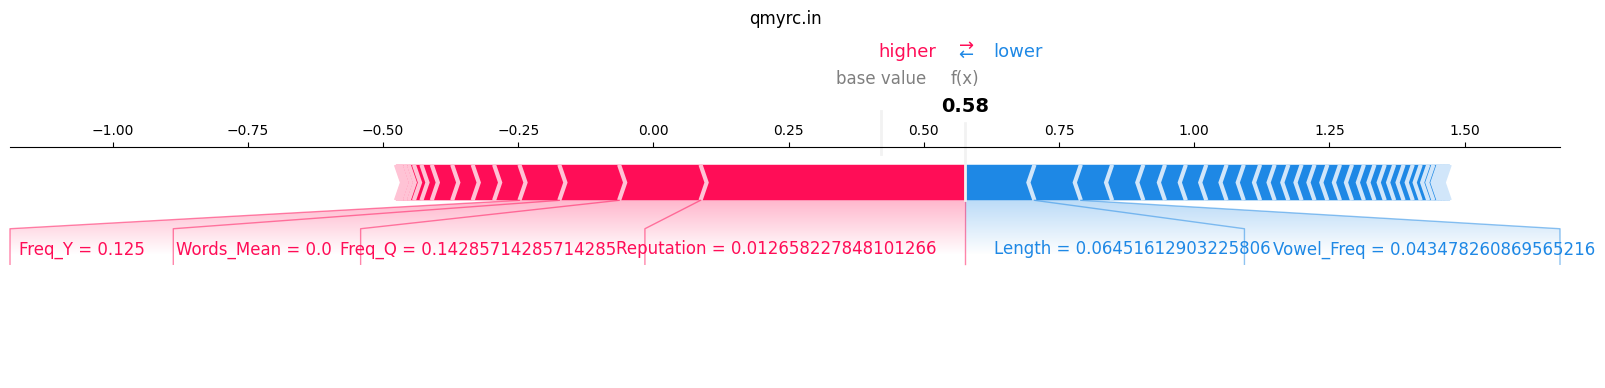 qmyrc.in
higher ⇄ lower
base value f(x)
0.58
−1.00 −0.75 −0.50 −0.25 0.00 0.25 0.50 0.75 1.00 1.25 1.50
Freq_Y = 0.125 Words_Mean = 0.0 Freq_Q = 0.14285714285714285 Reputation = 0.012658227848101266 Length = 0.06451612903225806 Vowel_Freq = 0.043478260869565216